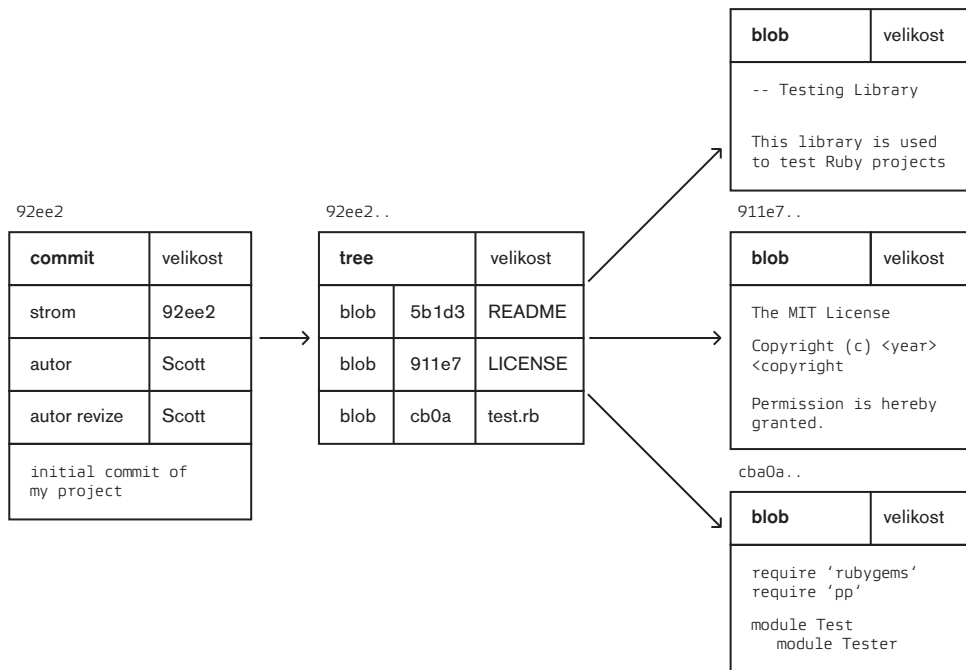 92ee2
commit velikost
strom 92ee2
autor Scott
autor revize Scott
initial commit of
my project
92ee2..
tree velikost
blob 5b1d3 README
blob 911e7 LICENSE
blob cb0a test.rb
blob velikost
-- Testing Library
This library is used
to test Ruby projects
911e7..
blob velikost
The MIT License
Copyright (c) <year>
<copyright
Permission is hereby
granted.
cba0a..
blob velikost
require ‘rubygems‘
require ‘pp‘
module Test
module Tester